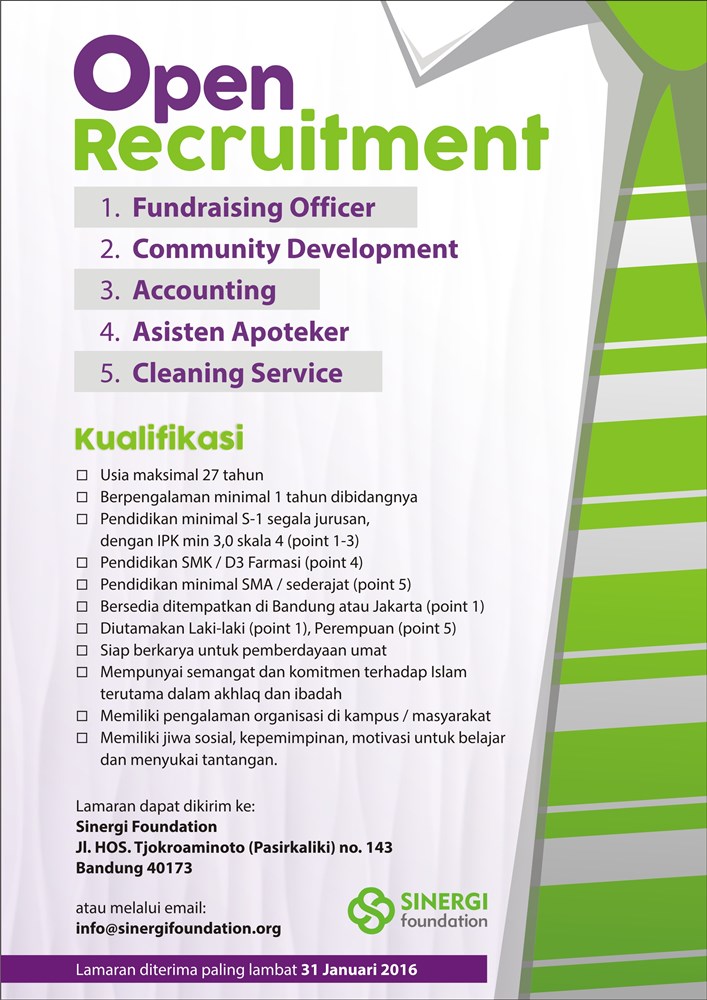 Open
Recruitment
1. Fundraising Officer
2. Community Development
3. Accounting
4. Asisten Apoteker
5. Cleaning Service
Kualifikasi
□ Usia maksimal 27 tahun
□ Berpengalaman minimal 1 tahun dibidangnya
□ Pendidikan minimal S-1 segala jurusan,
dengan IPK min 3,0 skala 4 (point 1-3)
□ Pendidikan SMK / D3 Farmasi (point 4)
□ Pendidikan minimal SMA / sederajat (point 5)
□ Bersedia ditempatkan di Bandung atau Jakarta (point 1)
□ Diutamakan Laki-laki (point 1), Perempuan (point 5)
□ Siap berkarya untuk pemberdayaan umat
□ Mempunyai semangat dan komitmen terhadap Islam
terutama dalam akhlaq dan ibadah
□ Memiliki pengalaman organisasi di kampus / masyarakat
□ Memiliki jiwa sosial, kepemimpinan, motivasi untuk belajar
dan menyukai tantangan.
Lamaran dapat dikirim ke:
Sinergi Foundation
Jl. HOS. Tjokroaminoto (Pasirkaliki) no. 143
Bandung 40173
atau melalui email:
info@sinergifoundation.org
SINERGI
foundation
Lamaran diterima paling lambat 31 Januari 2016